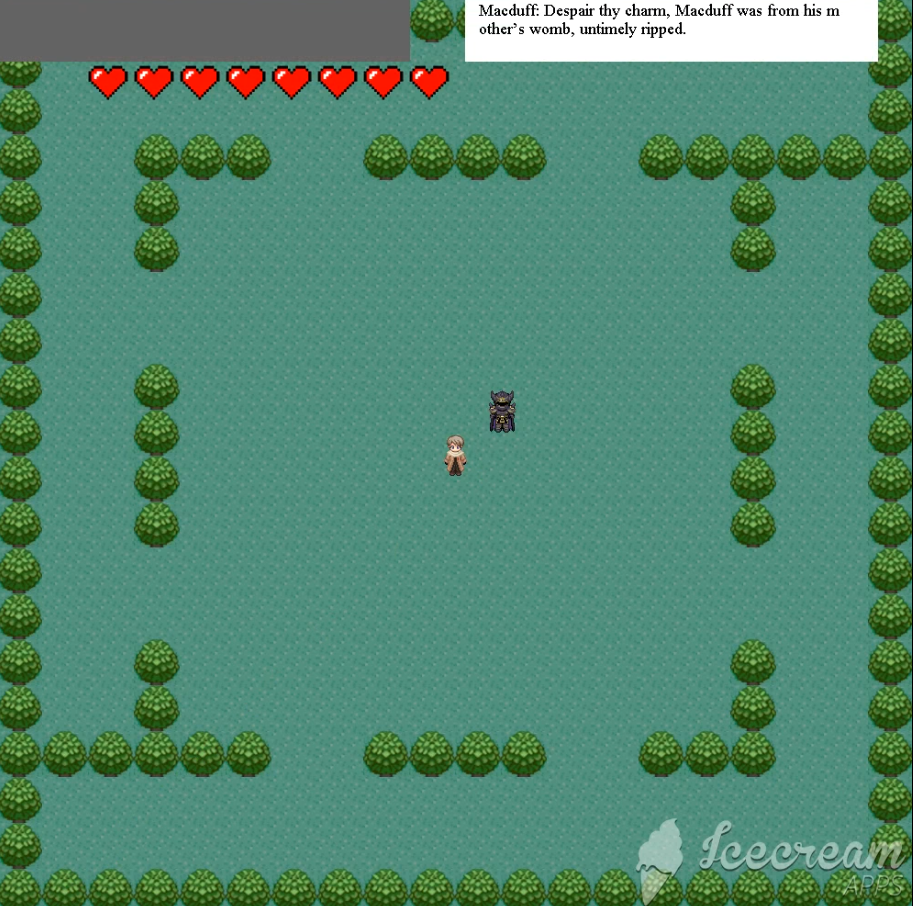 Macduff: Despair thy charm, Macduff was from his m
other’s womb, untimely ripped.
Icecream
APPS